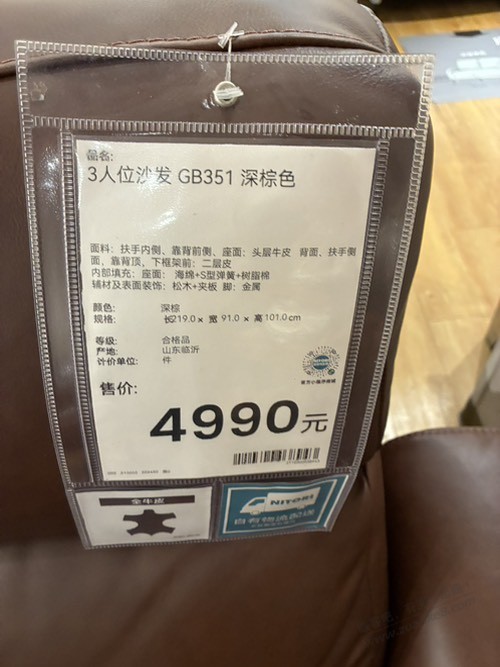 品名:
3人位沙发 GB351 深棕色
面料: 扶手内侧、靠背前侧、座面: 头层牛皮 背面、扶手侧
面、靠背顶、下框架前: 二层皮
内部填充: 座面: 海绵+S型弹簧+树脂棉
辅材及表面装饰: 松木+夹板 脚: 金属
颜色: 深棕
规格: 长219.0 x 宽 91.0 x 高 101.0cm
等级: 合格品
产地: 山东临沂
计价单位: 件
售价:
4990元
全牛皮
NITORI
自有物流配送